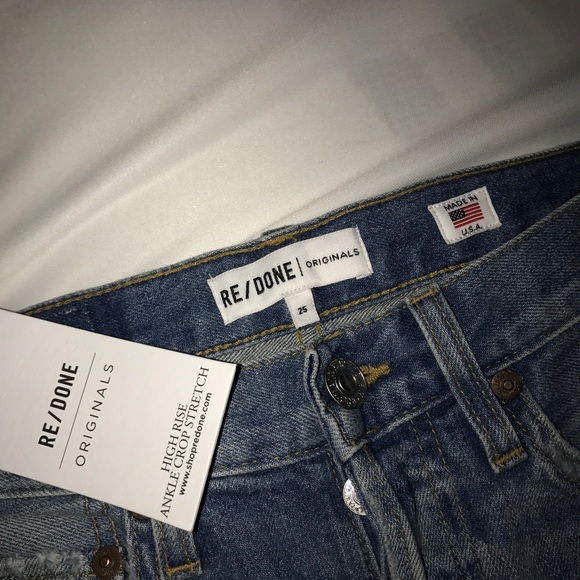 RE/DONE | ORIGINALS
25
MADE IN
U.S.A.
RE/DONE
ORIGINALS
HIGH RISE
ANKLE CROP STRETCH
www.shopredone.com